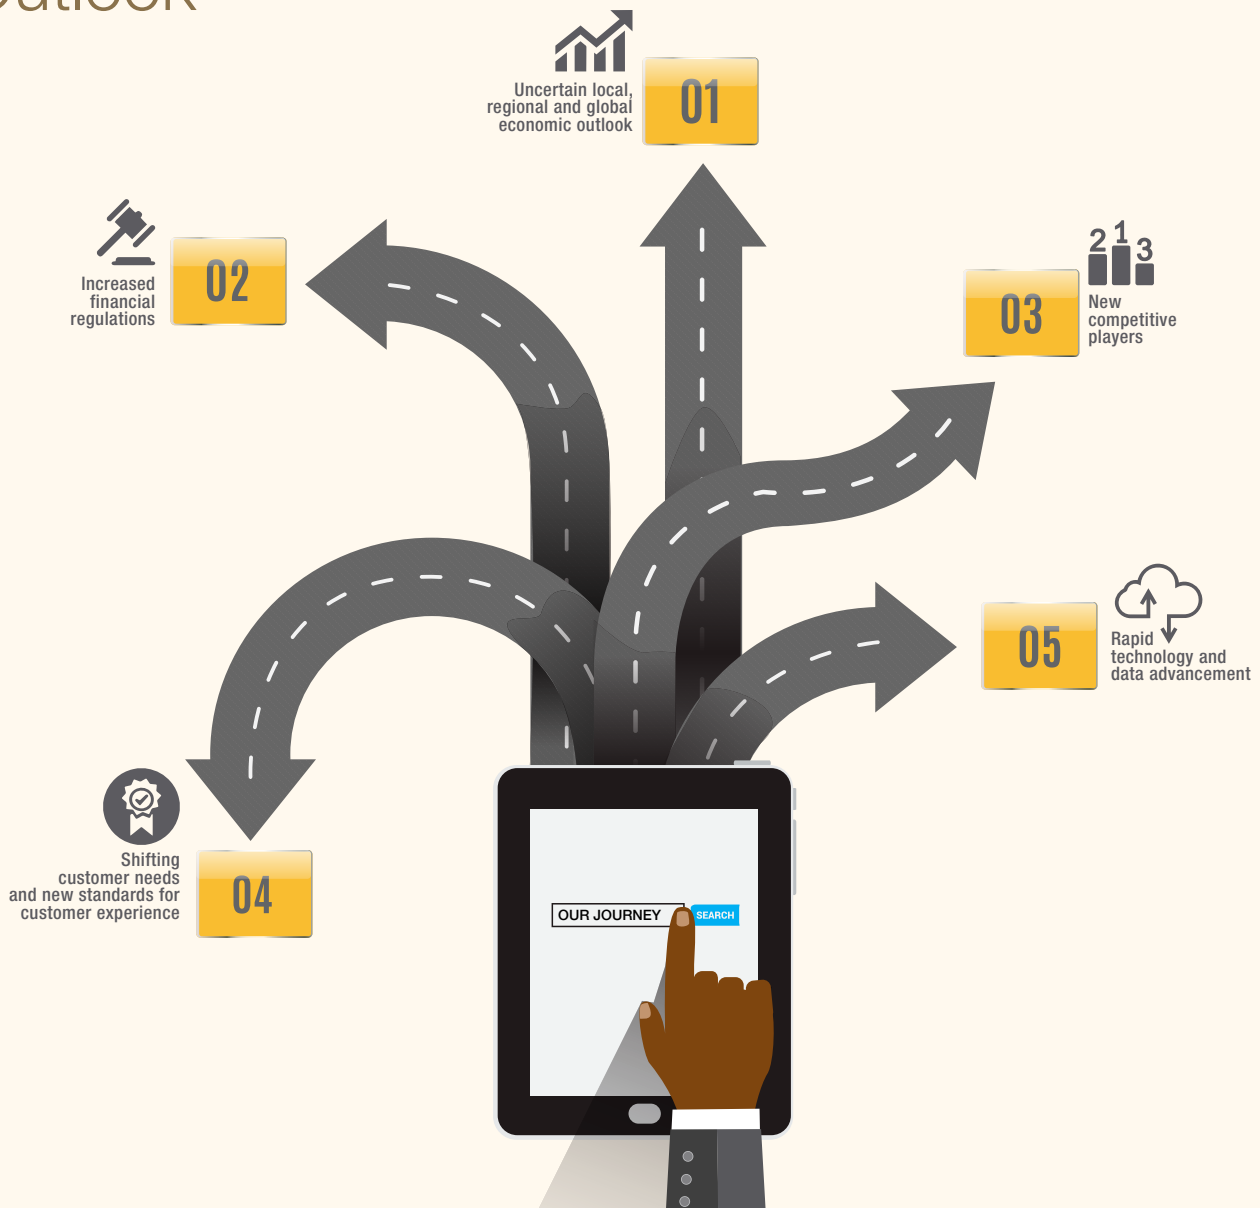 Outlook
01
Uncertain local,
regional and global
economic outlook
02
Increased
financial
regulations
2 1 3
03
New
competitive
players
05
Rapid
technology and
data advancement
04
Shifting
customer needs
and new standards for
customer experience
OUR JOURNEY
SEARCH